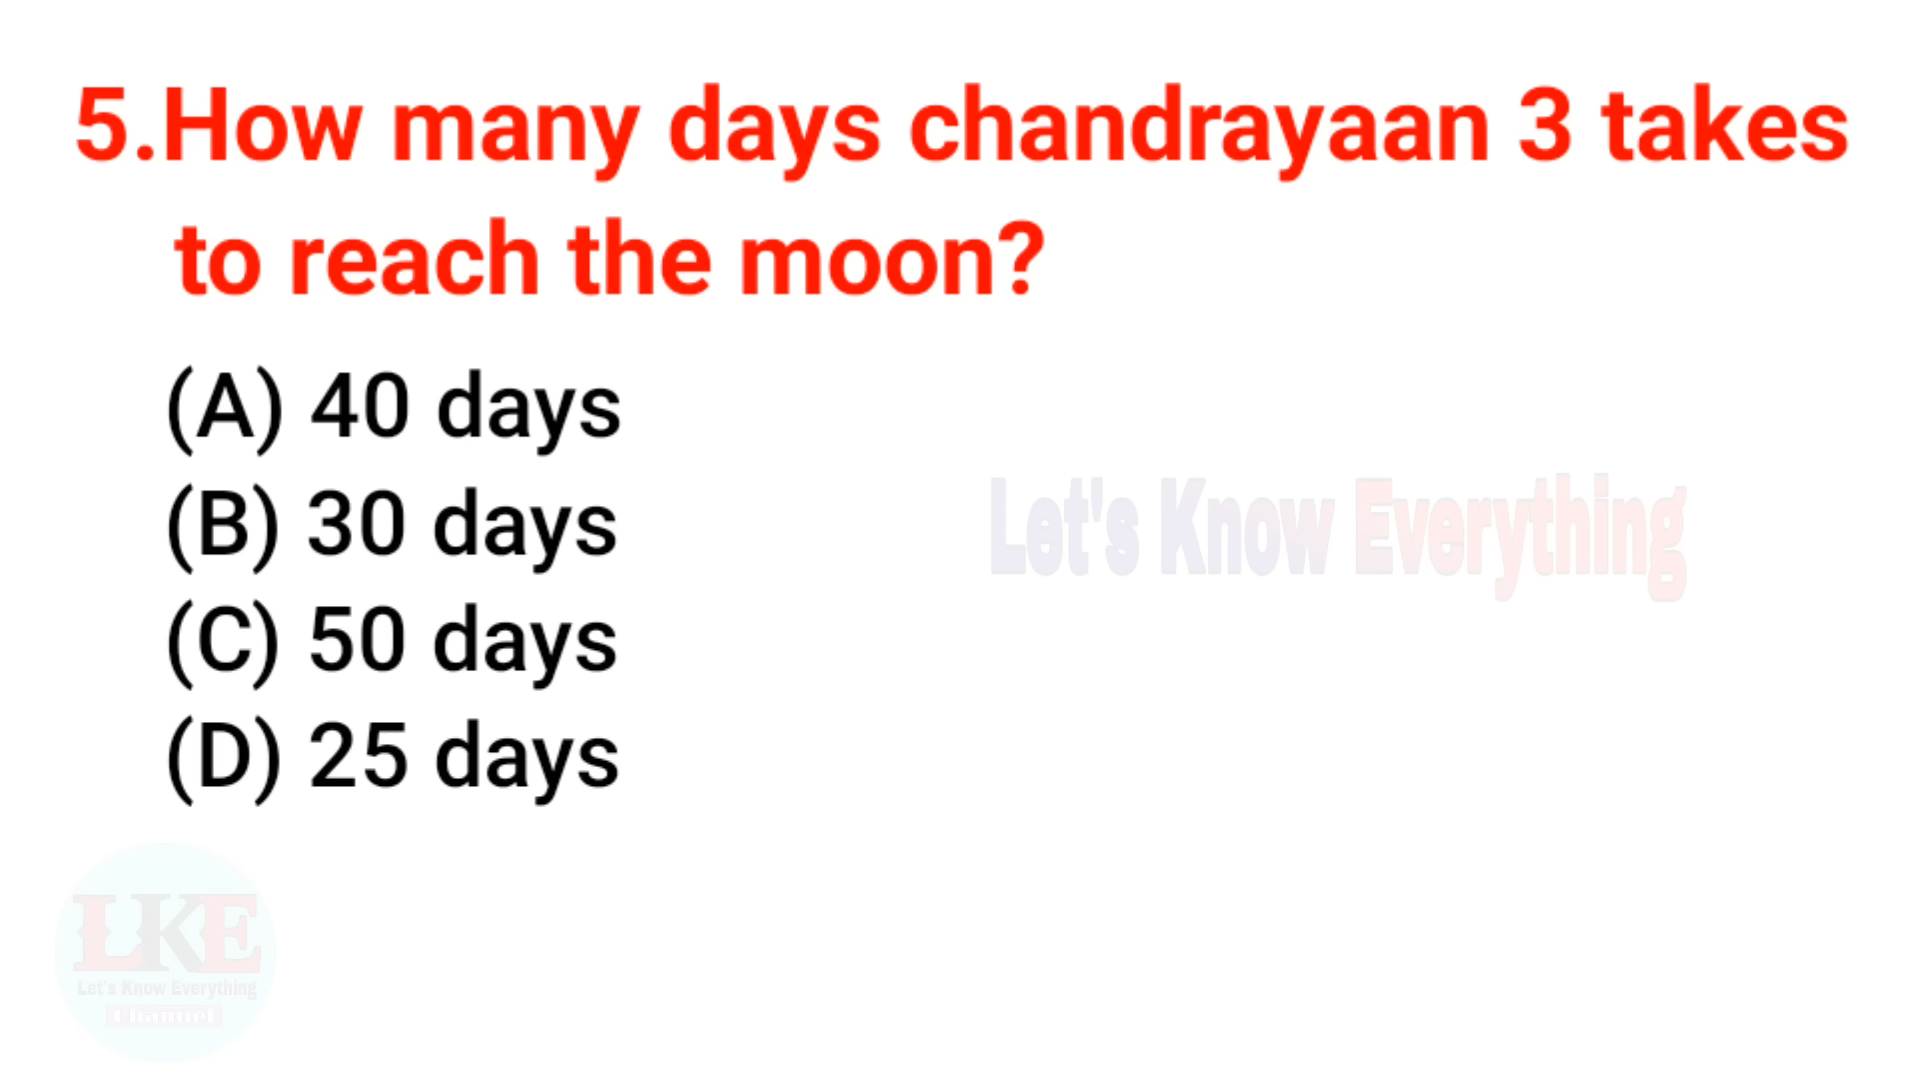 5.How many days chandrayaan 3 takes
to reach the moon?
(A) 40 days
(B) 30 days
Let's Know Everything
(C) 50 days
(D) 25 days
LKE
Let's Know Everything
Channel